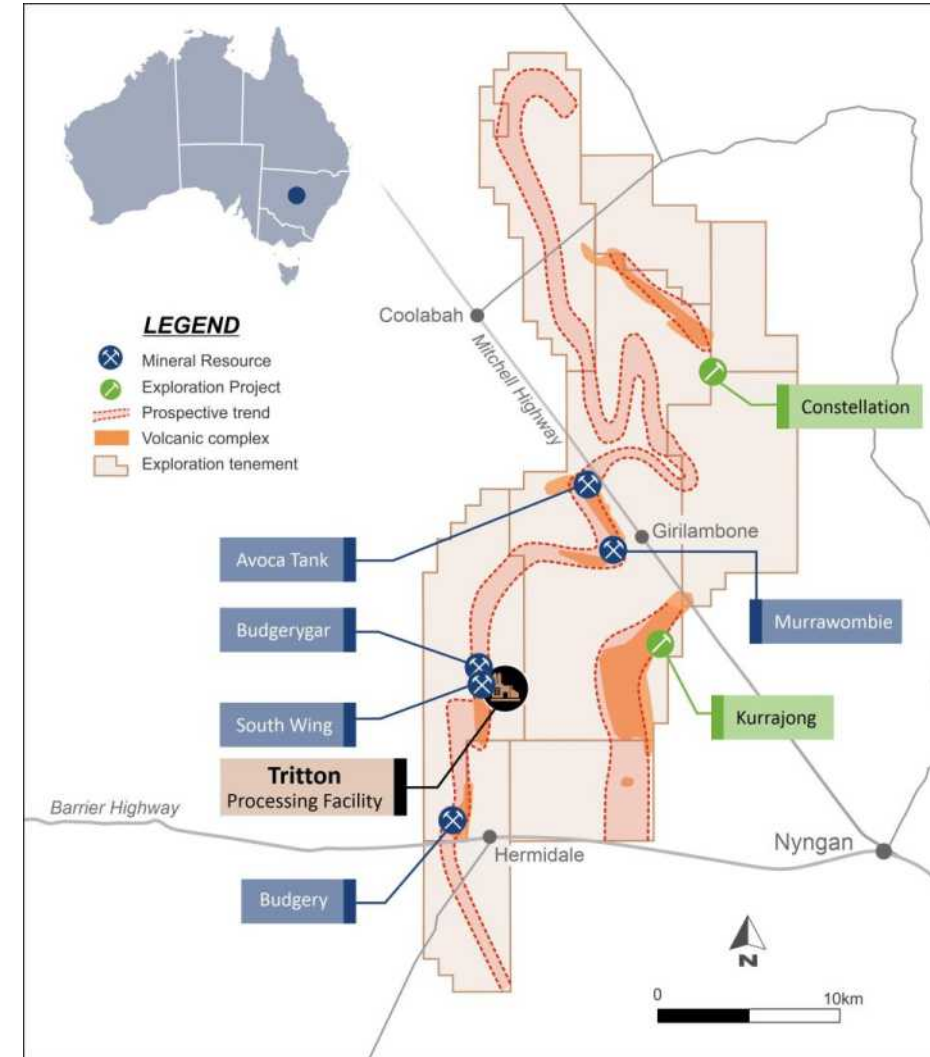 Coolabah
Mitchell Highway
LEGEND
Mineral Resource
Exploration Project
Prospective trend
Volcanic complex
Exploration tenement
Constellation
Girilambone
Avoca Tank
Murrawombie
Budgerygar
Kurrajong
South Wing
Tritton
Processing Facility
Barrier Highway
Hermidale
Nyngan
Budgery
N
0 10km